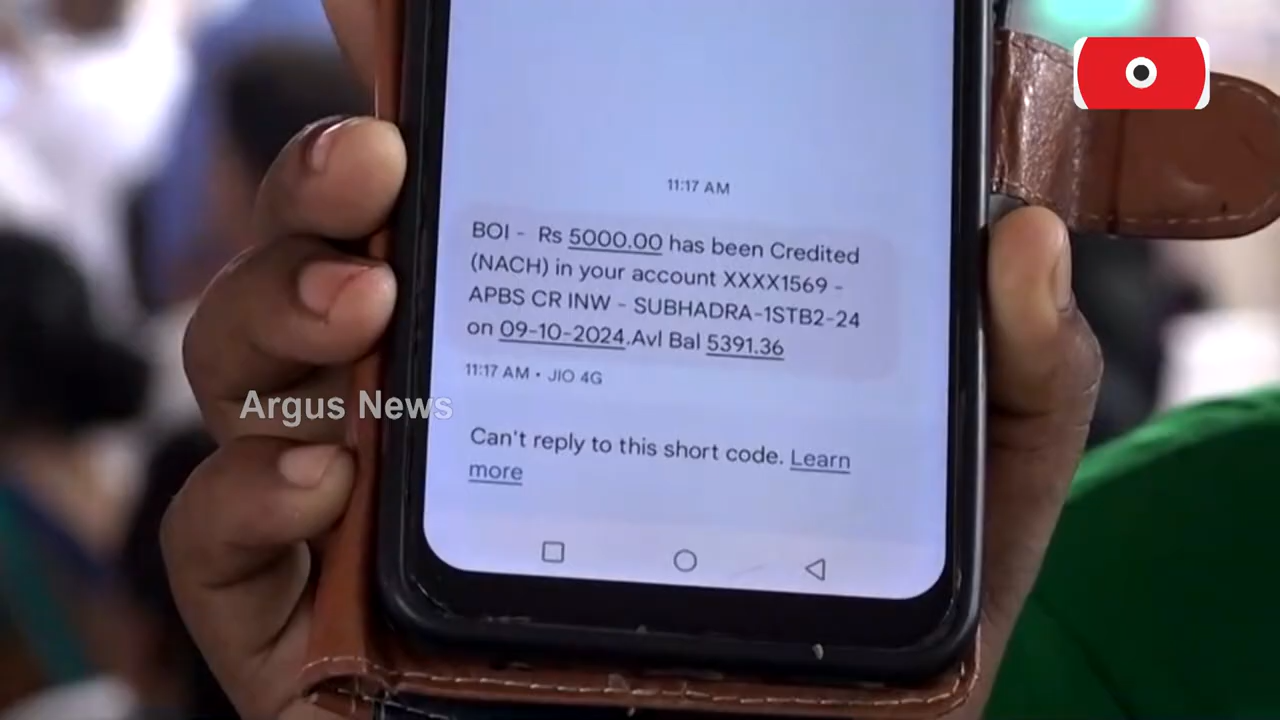 11:17 AM
BOI - Rs 5000.00 has been Credited
(NACH) in your account XXXX1569 -
APBS CR INW - SUBHADRA-1STB2-24
on 09-10-2024.Avl Bal 5391.36
11:17 AM • JIO 4G
Argus News
Can't reply to this short code. Learn
more